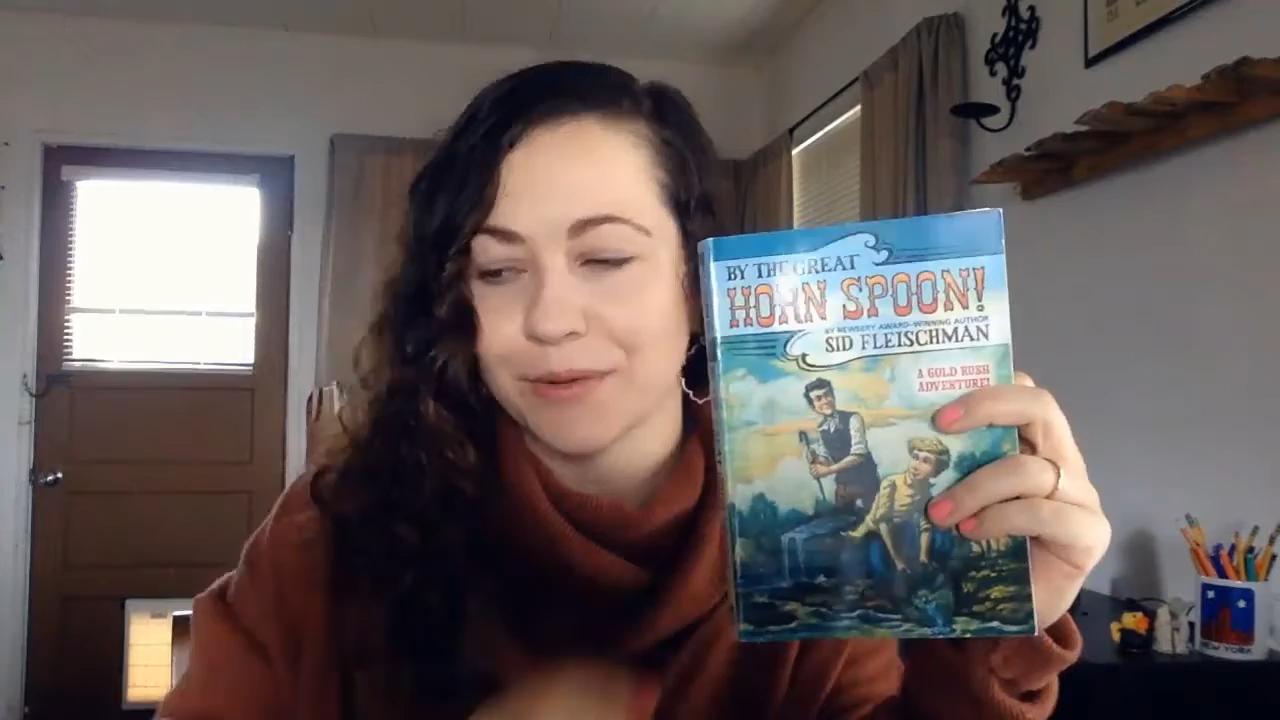 BY THE GREAT
HORN SPOON!
BY NEWBERY AWARD-WINNING AUTHOR
SID FLEISCHMAN
A GOLD RUSH
ADVENTURE!
NEW YORK